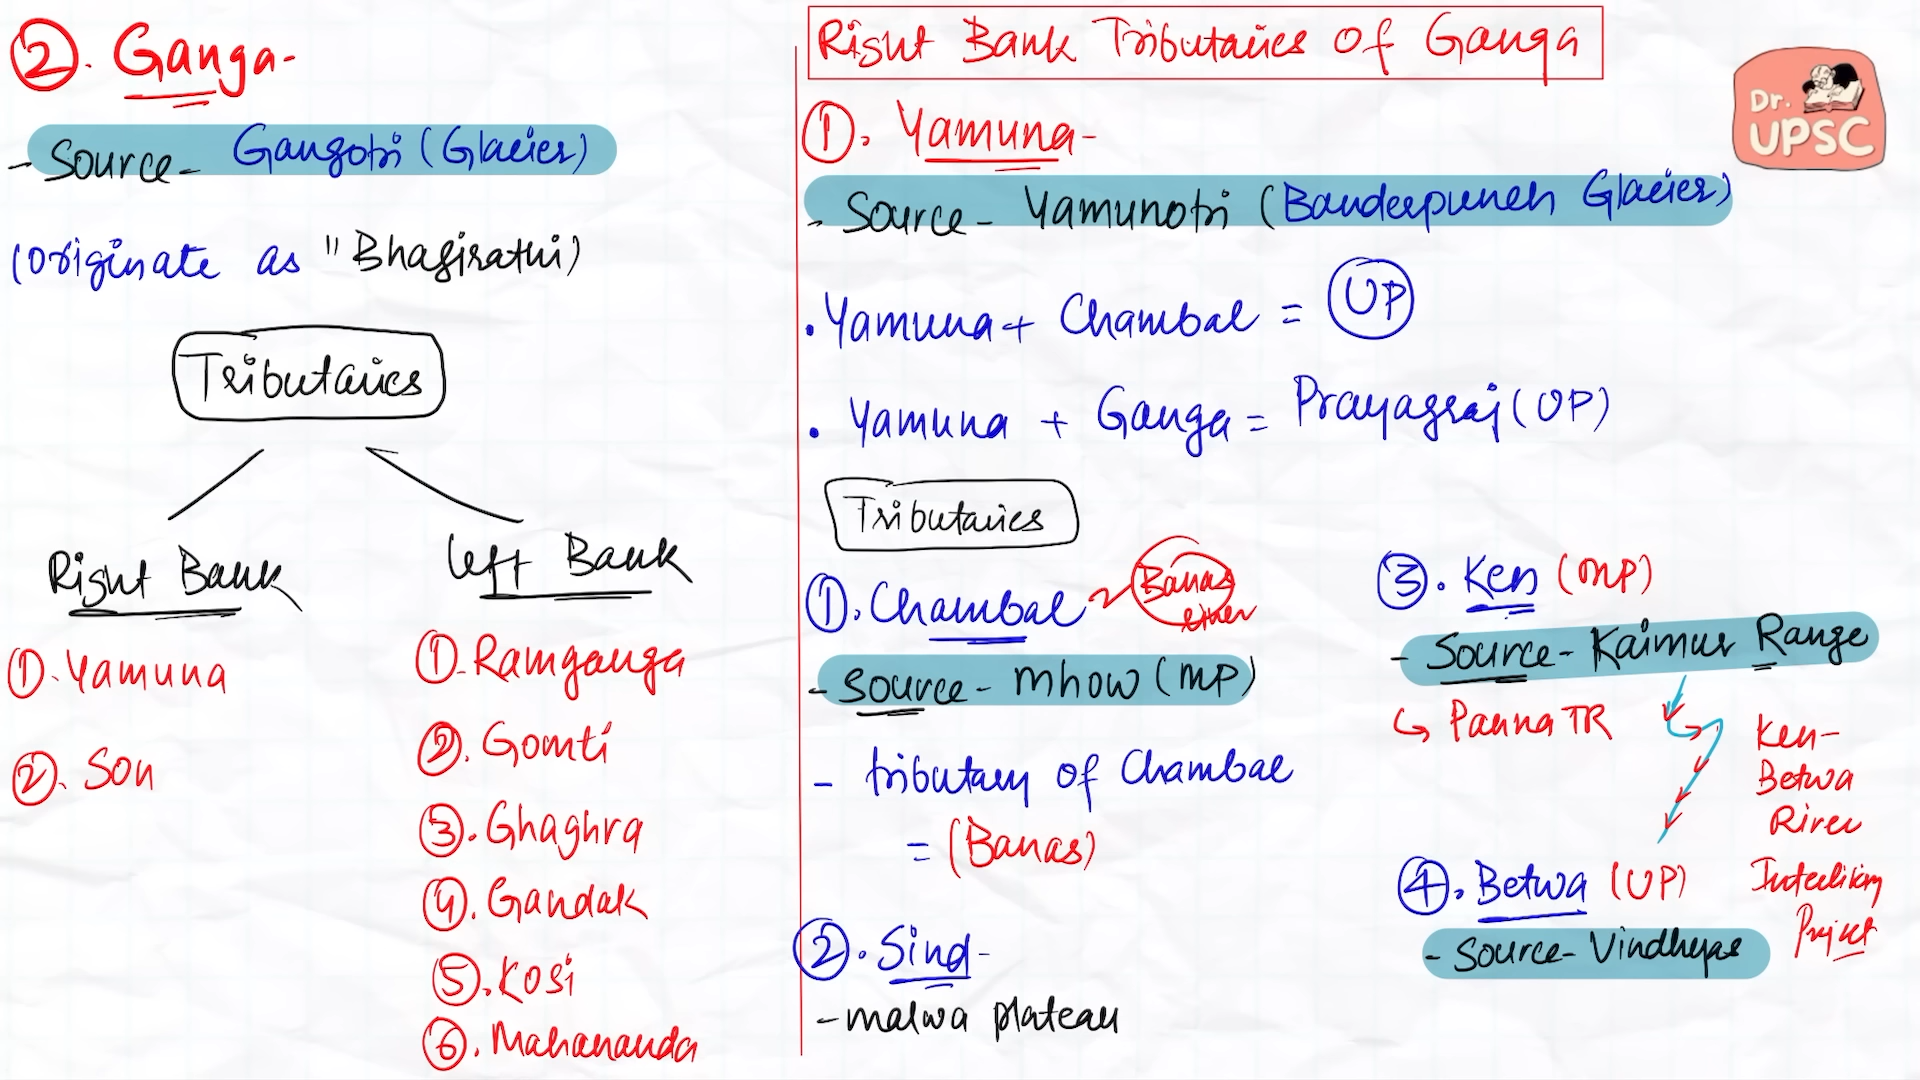 ②. Ganga-
- Source- Gangotri (Glacier)
(originate as "Bhagirathi)
Tributaries
Right Bank
①. Yamuna
②. Son
Left Bank
①. Ramganga
②. Gomti
③. Ghaghra
④. Gandak
⑤. Kosi
⑥. Mahananda
Right Bank Tributaries Of Ganga
①. Yamuna-
- Source- Yamunotri (Banderpunch Glacier)
• Yamuna + Chambal = UP
• Yamuna + Ganga = Prayagraj (UP)
Tributaries
①. Chambal Banas river
- Source- Mhow (MP)
- tributary of Chambal
= (Banas)
②. Sind-
- malwa plateau
③. Ken (MP)
- Source- Kaimur Range
↳ Panna TR
Ken-
Betwa
River
Interlinking
Project
④. Betwa (UP)
- Source- Vindhyas
Dr.
UPSC